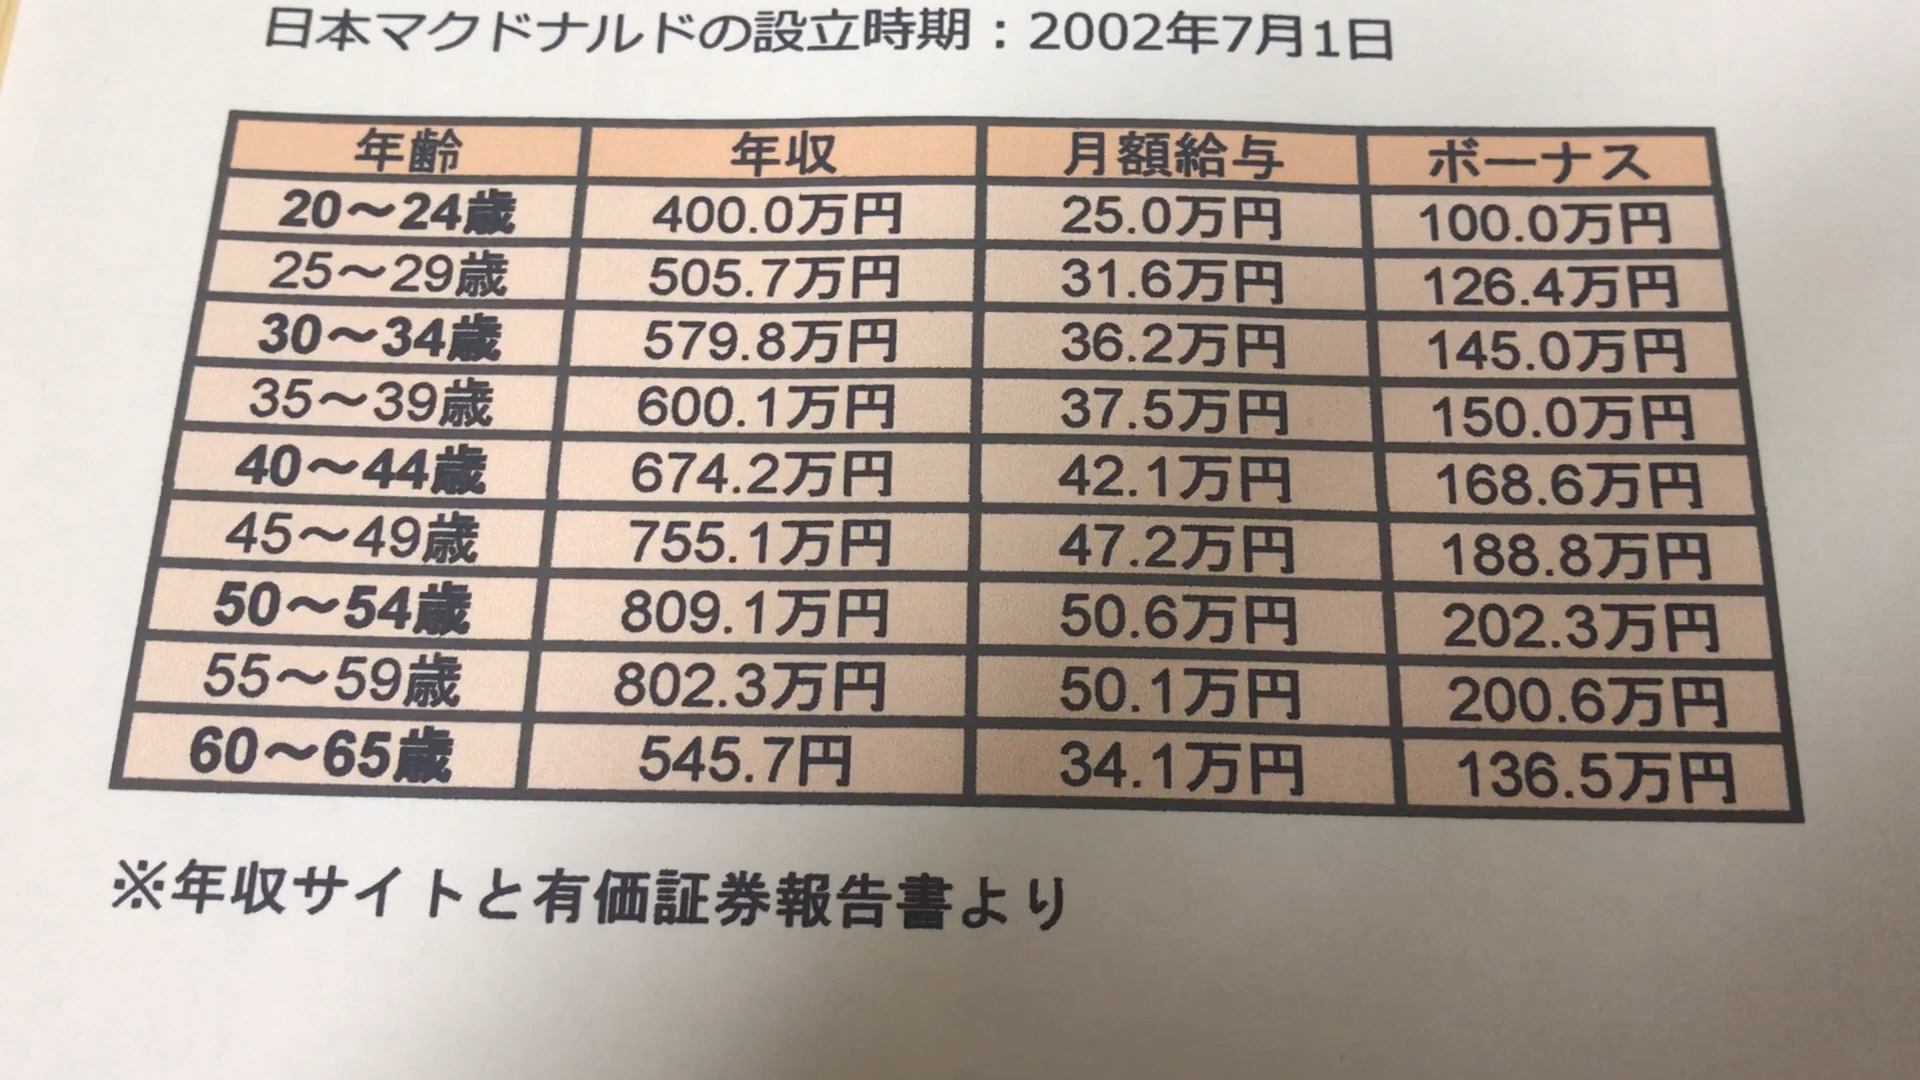 日本マクドナルドの設立時期：2002年7月1日
年齢 年収 月額給与 ボーナス
20～24歳 400.0万円 25.0万円 100.0万円
25～29歳 505.7万円 31.6万円 126.4万円
30～34歳 579.8万円 36.2万円 145.0万円
35～39歳 600.1万円 37.5万円 150.0万円
40～44歳 674.2万円 42.1万円 168.6万円
45～49歳 755.1万円 47.2万円 188.8万円
50～54歳 809.1万円 50.6万円 202.3万円
55～59歳 802.3万円 50.1万円 200.6万円
60～65歳 545.7円 34.1万円 136.5万円
※年収サイトと有価証券報告書より